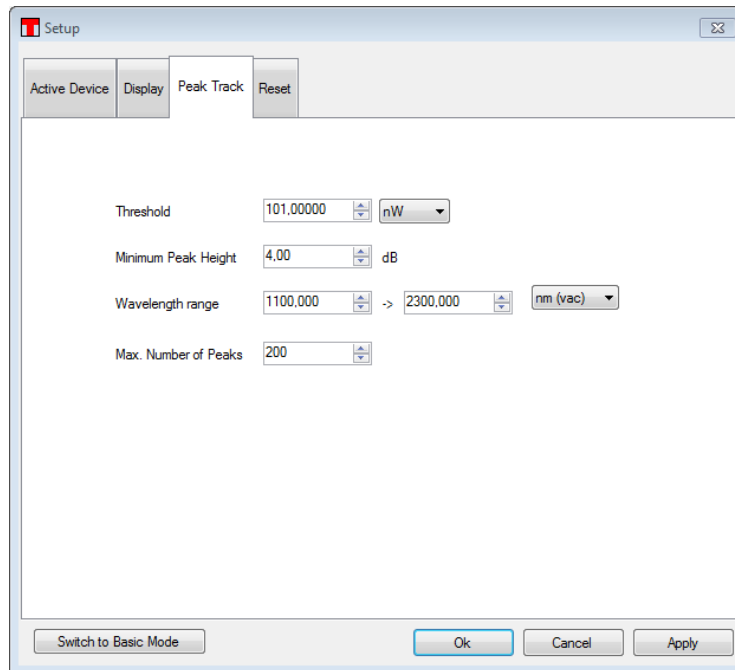 Setup
Active Device Display Peak Track Reset
Threshold 101,00000 nW
Minimum Peak Height 4,00 dB
Wavelength range 1100,000 -> 2300,000 nm (vac)
Max. Number of Peaks 200
Switch to Basic Mode Ok Cancel Apply